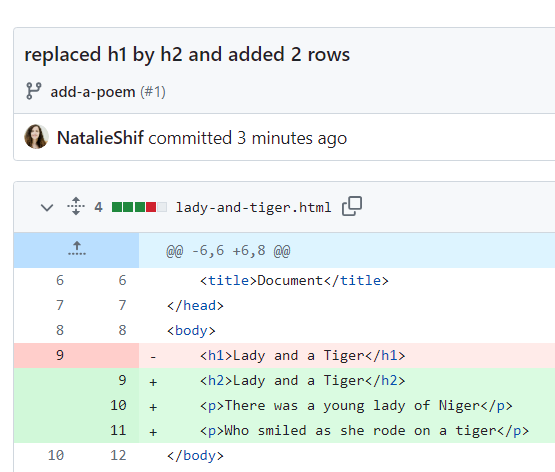 replaced h1 by h2 and added 2 rows
add-a-poem (#1)
NatalieShif committed 3 minutes ago
4 lady-and-tiger.html
@@ -6,6 +6,8 @@
6 6 <title>Document</title>
7 7 </head>
8 8 <body>
9 - <h1>Lady and a Tiger</h1>
9 + <h2>Lady and a Tiger</h2>
10 + <p>There was a young lady of Niger</p>
11 + <p>Who smiled as she rode on a tiger</p>
10 12 </body>